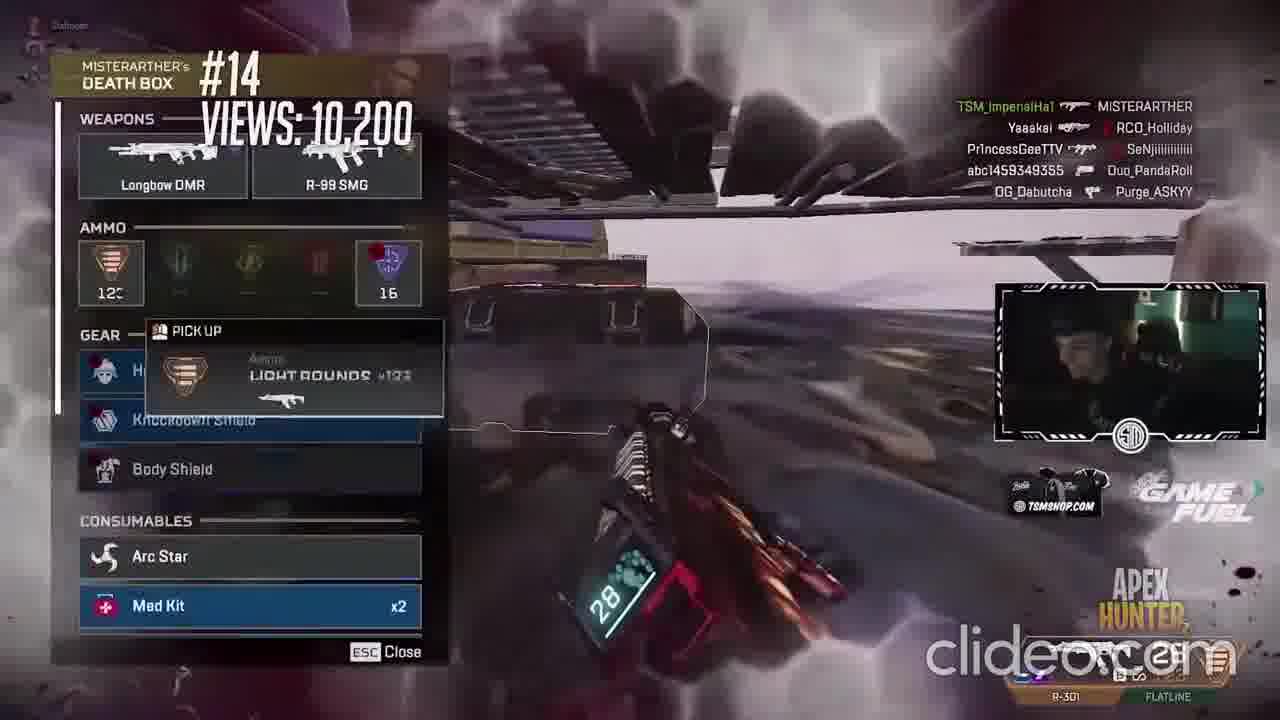 MISTERARTHER's
DEATH BOX
#14
VIEWS: 10,200
WEAPONS
Longbow DMR
R-99 SMG
AMMO
16
GEAR
PICK UP
LIGHT ROUNDS
Knockdown Shield
Body Shield
CONSUMABLES
Arc Star
Med Kit x2
ESC Close
TSM_ImperialHal MISTERARTHER
Yaaakai RCO_Holliday
Pr1ncessGeeTTV
abc1459349355 Duo_PandaRoll
OG_Dabutcha Purge_ASKYY
TSM
TSMSHOP.COM
GAME
FUEL
28
APEX
HUNTER
clideo.com
28
R-301 FLATLINE